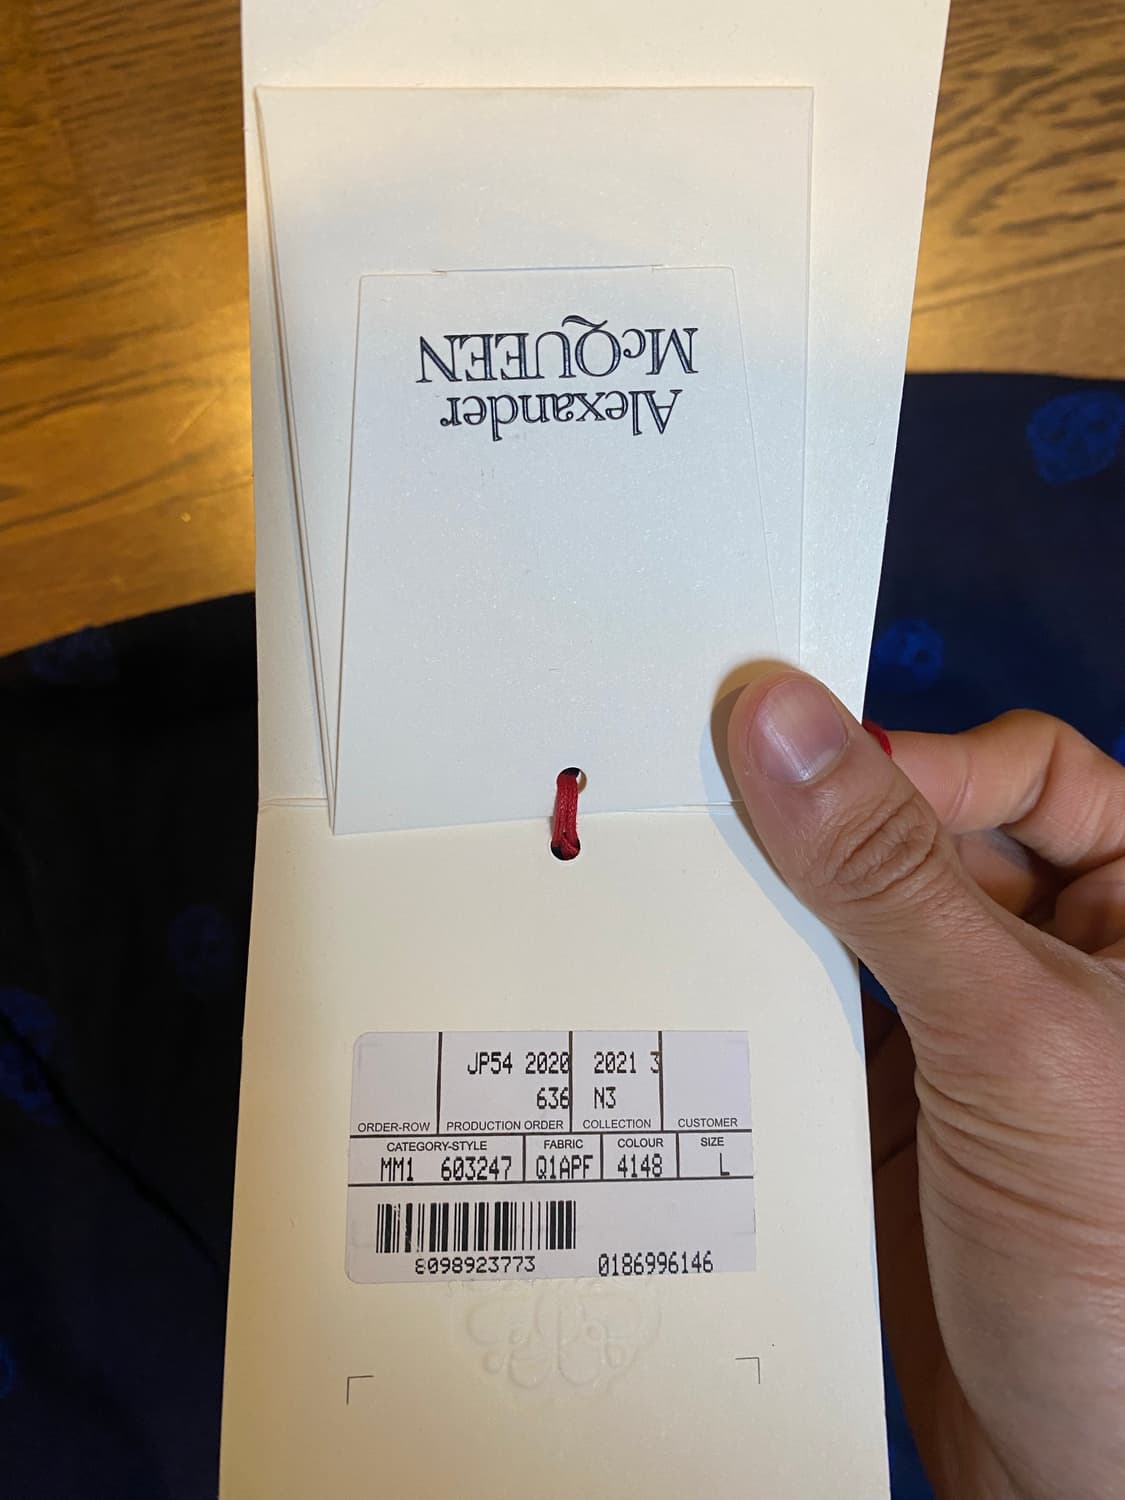 Alexander
McQUEEN
JP54 2020 2021 3
636 N3
ORDER-ROW PRODUCTION ORDER COLLECTION CUSTOMER
CATEGORY-STYLE FABRIC COLOUR SIZE
MM1 603247 Q1APF 4148 L
8098923773 0186996146